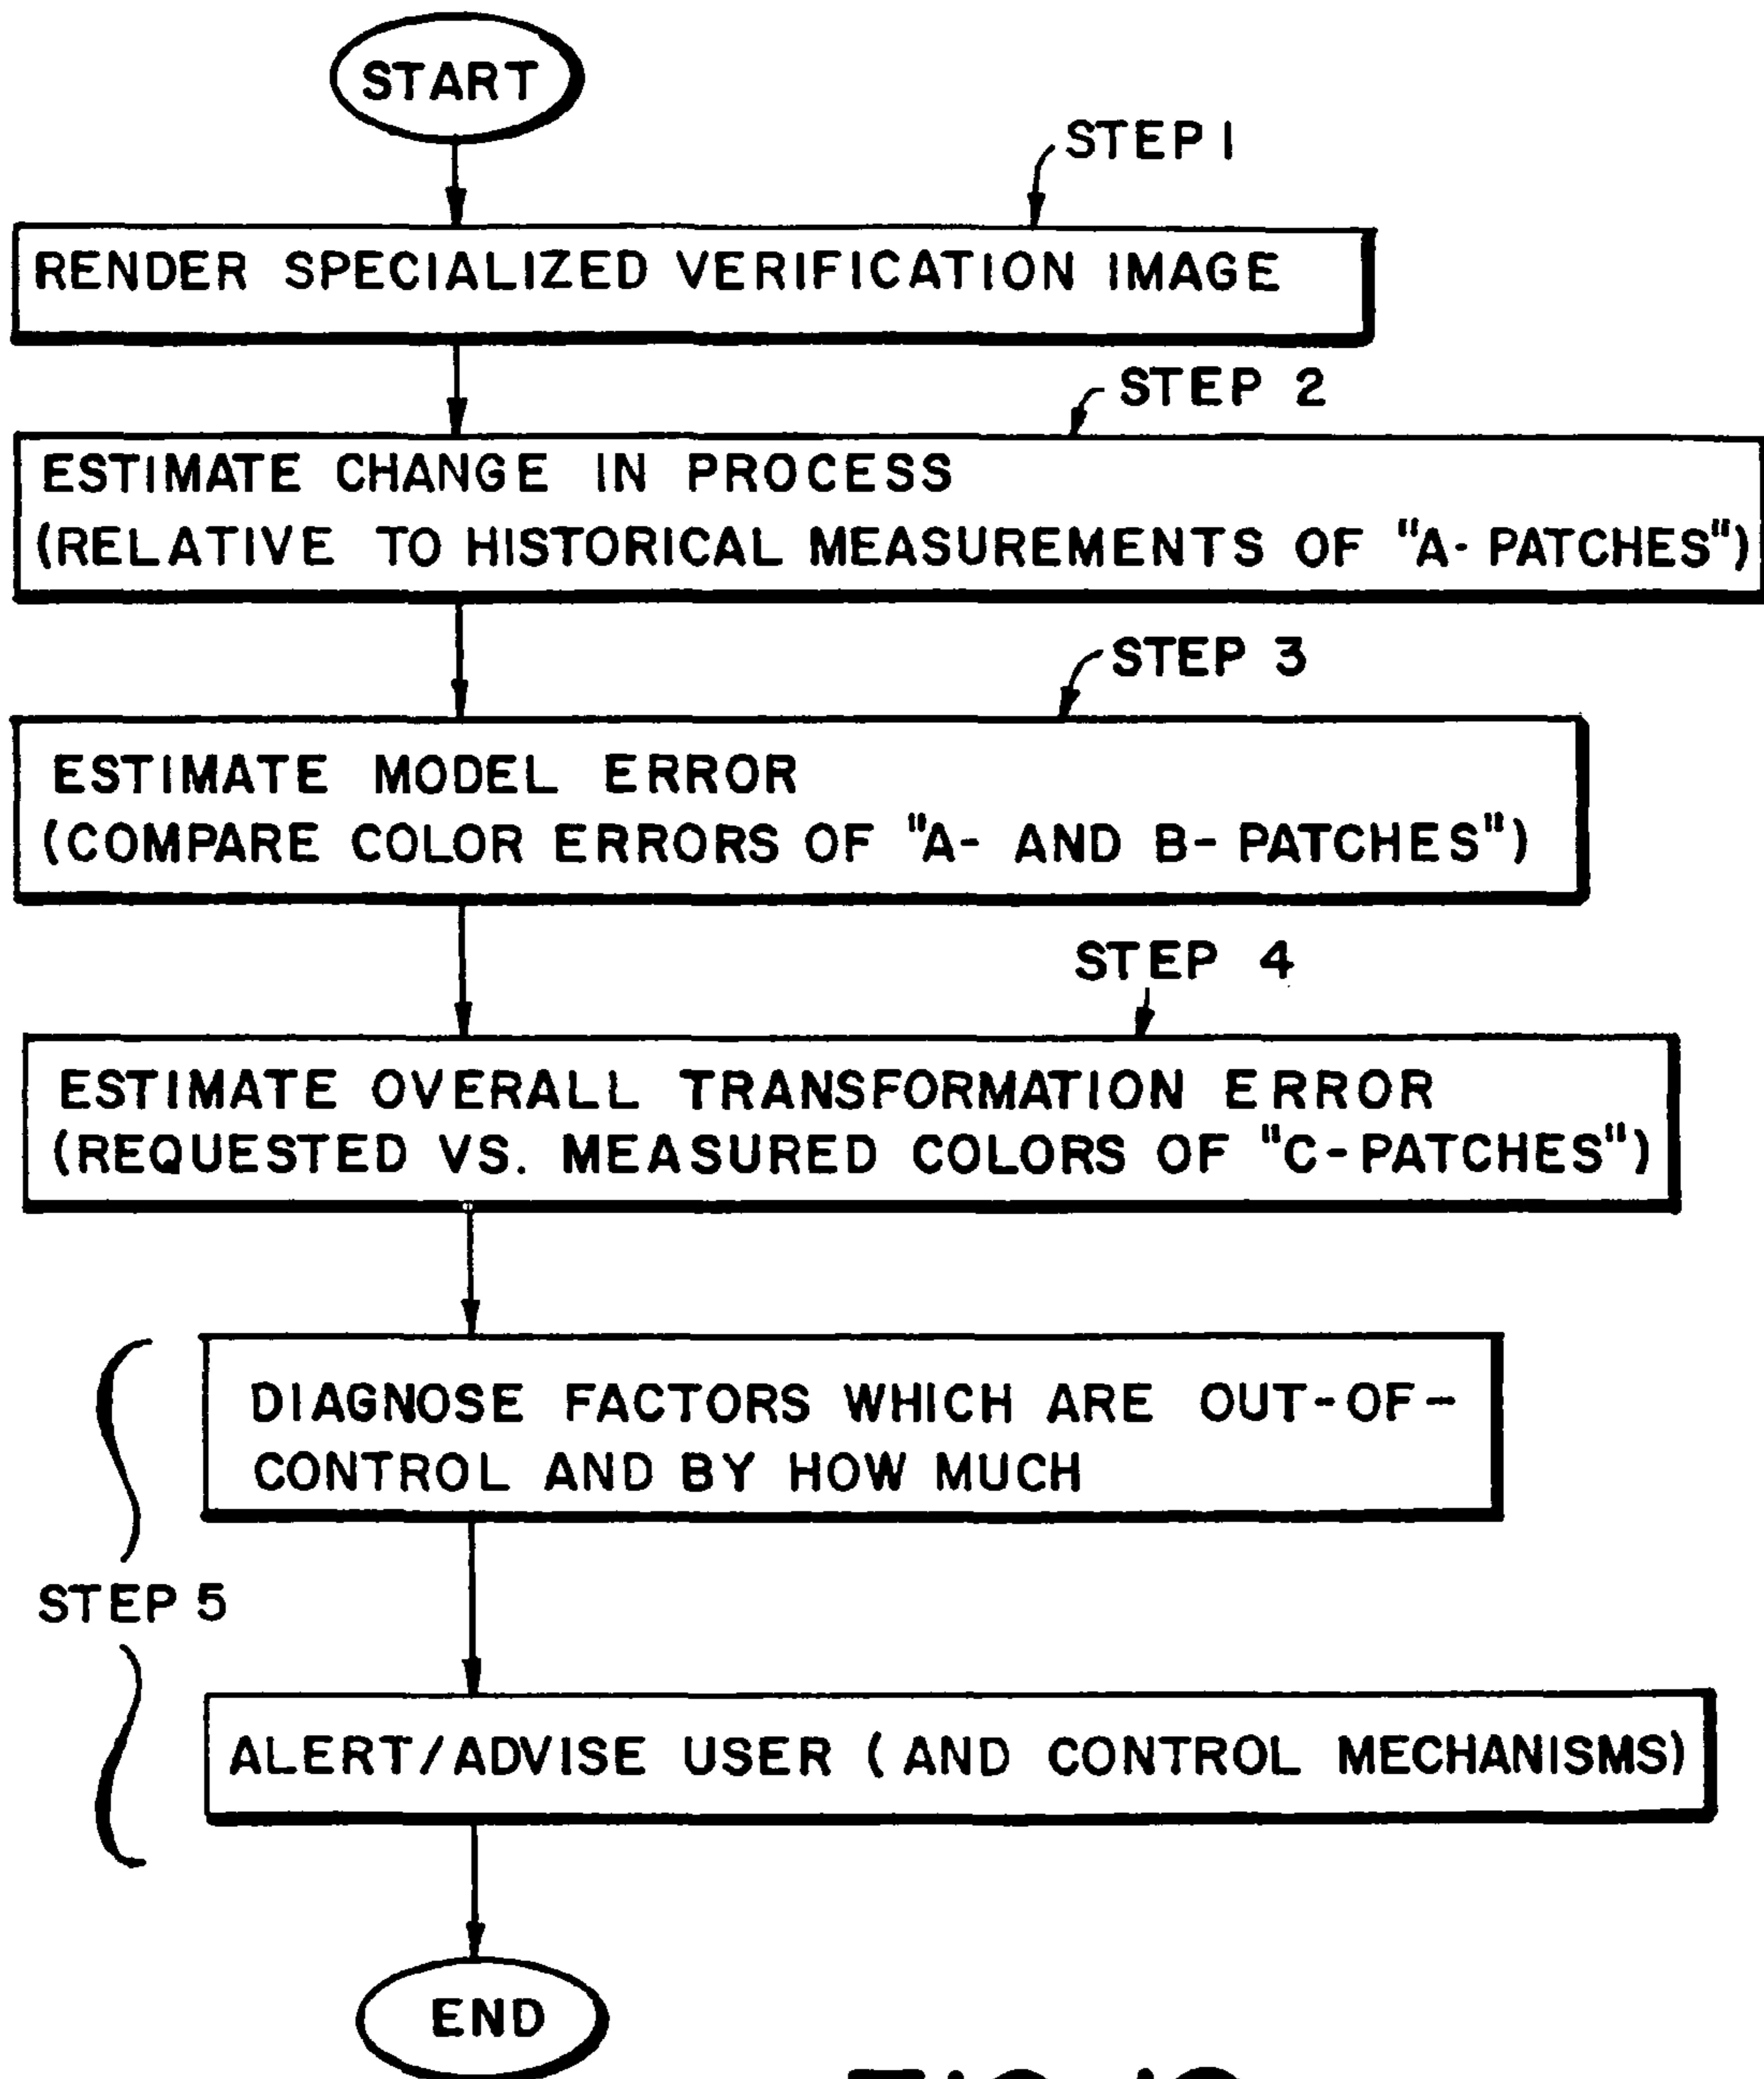 START
STEP 1
RENDER SPECIALIZED VERIFICATION IMAGE
STEP 2
ESTIMATE CHANGE IN PROCESS
(RELATIVE TO HISTORICAL MEASUREMENTS OF "A- PATCHES")
STEP 3
ESTIMATE MODEL ERROR
(COMPARE COLOR ERRORS OF "A- AND B- PATCHES")
STEP 4
ESTIMATE OVERALL TRANSFORMATION ERROR
(REQUESTED VS. MEASURED COLORS OF "C-PATCHES")
DIAGNOSE FACTORS WHICH ARE OUT-OF-
CONTROL AND BY HOW MUCH
STEP 5
ALERT/ADVISE USER (AND CONTROL MECHANISMS)
END